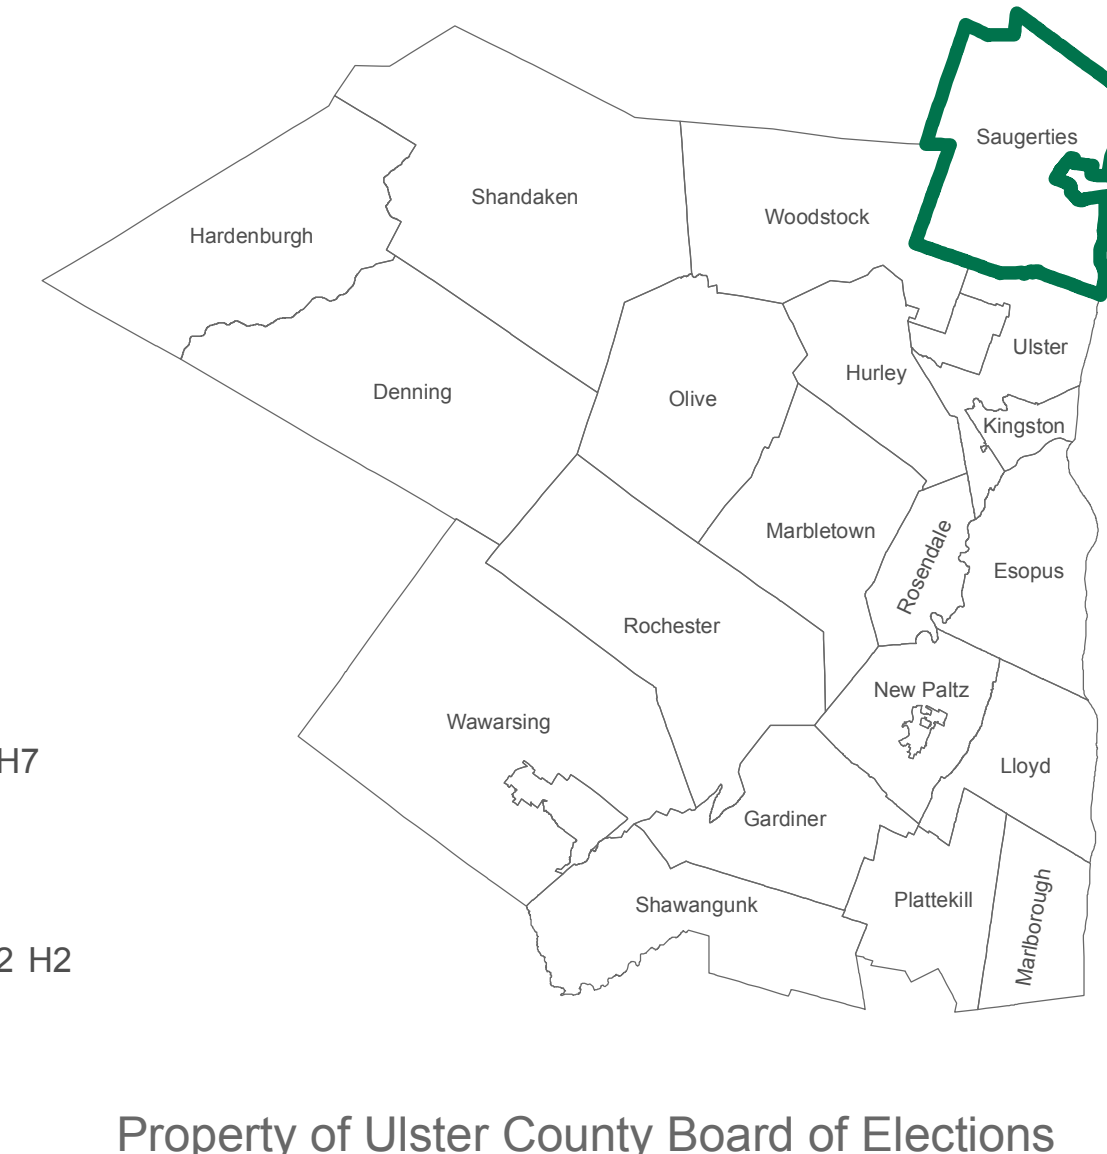 Saugerties
Shandaken
Woodstock
Hardenburgh
Ulster
Hurley
Denning
Olive
Kingston
Marbletown
Rosendale
Esopus
Rochester
New Paltz
Wawarsing
H7
Lloyd
Gardiner
Plattekill
Shawangunk
Marlborough
2 H2
Property of Ulster County Board of Elections